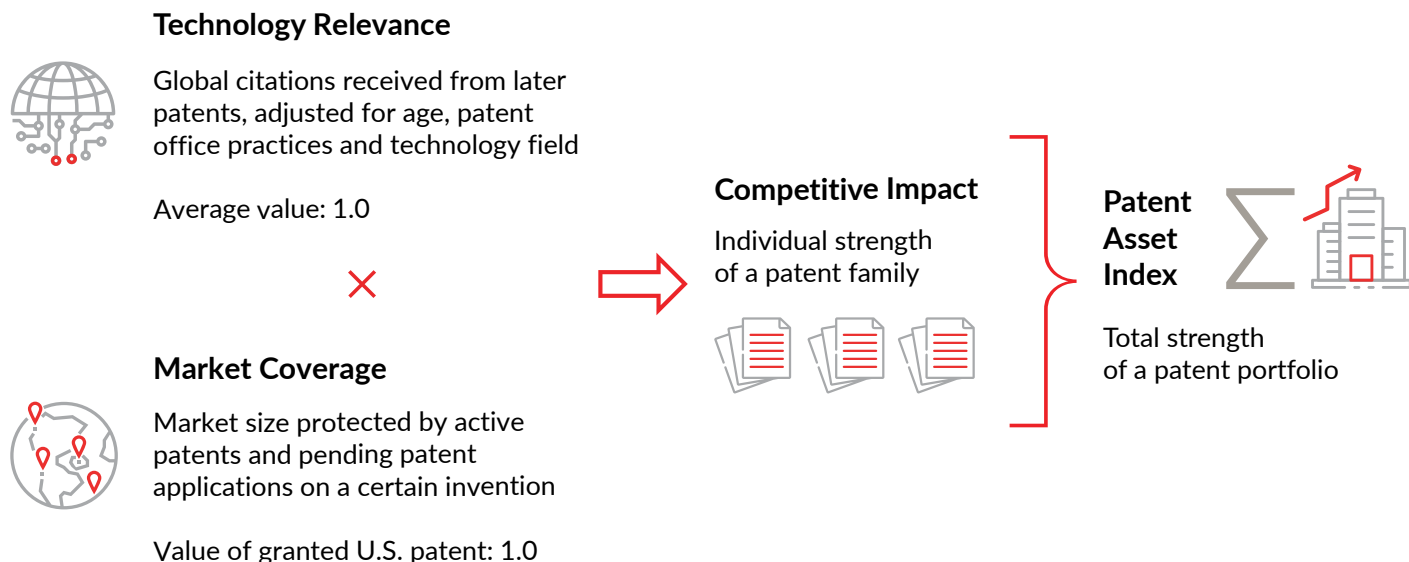 Technology Relevance
Global citations received from later
patents, adjusted for age, patent
office practices and technology field
Average value: 1.0
×
Market Coverage
Market size protected by active
patents and pending patent
applications on a certain invention
Value of granted U.S. patent: 1.0
Competitive Impact
Individual strength
of a patent family
Patent
Asset
Index
Σ
Total strength
of a patent portfolio